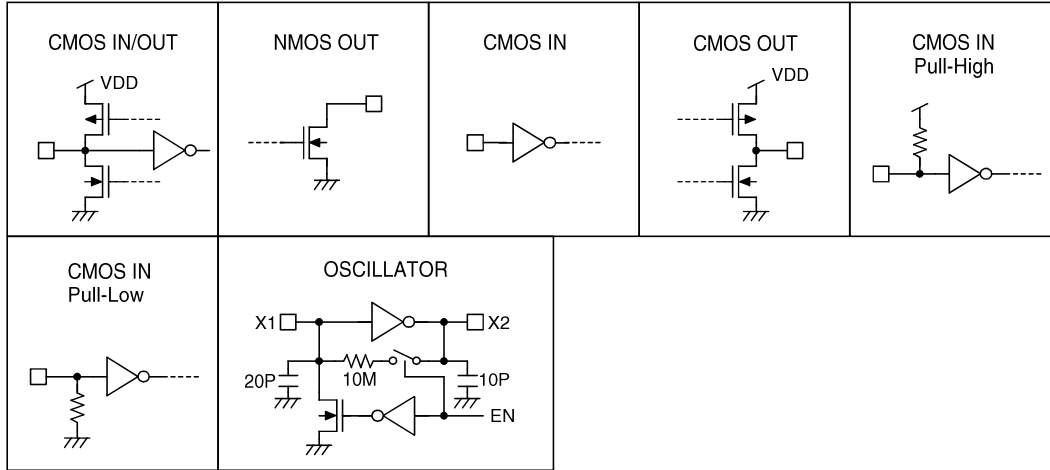 CMOS IN/OUT
VDD
NMOS OUT
CMOS IN
CMOS OUT
VDD
CMOS IN
Pull-High
CMOS IN
Pull-Low
OSCILLATOR
X1
X2
20P
10M
10P
EN